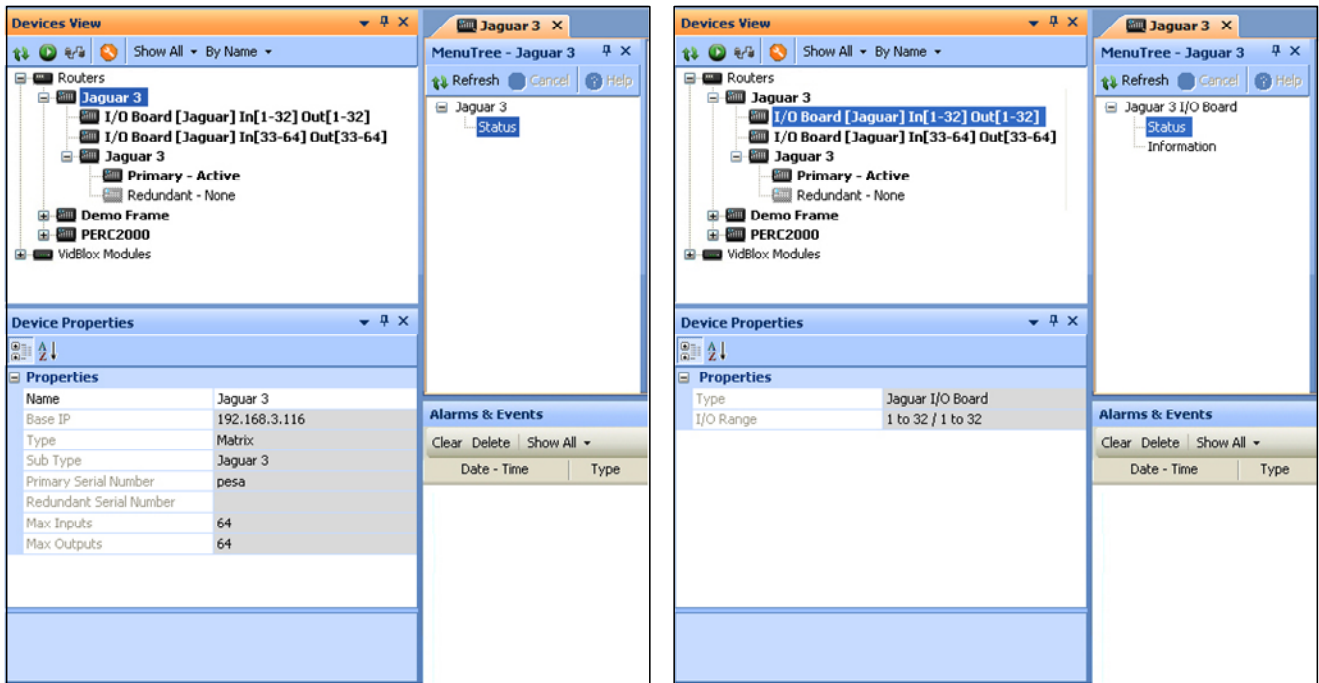 Devices View
Show All By Name
Routers
Jaguar 3
I/O Board [Jaguar] In[1-32] Out[1-32]
I/O Board [Jaguar] In[33-64] Out[33-64]
Jaguar 3
Primary - Active
Redundant - None
Demo Frame
PERC2000
VidBlox Modules
Device Properties
Properties
Name Jaguar 3
Base IP 192.168.3.116
Type Matrix
Sub Type Jaguar 3
Primary Serial Number pesa
Redundant Serial Number
Max Inputs 64
Max Outputs 64
Jaguar 3
MenuTree - Jaguar 3
Refresh Cancel Help
Jaguar 3
Status
Alarms & Events
Clear Delete Show All
Date - Time Type
Devices View
Show All By Name
Routers
Jaguar 3
I/O Board [Jaguar] In[1-32] Out[1-32]
I/O Board [Jaguar] In[33-64] Out[33-64]
Jaguar 3
Primary - Active
Redundant - None
Demo Frame
PERC2000
VidBlox Modules
Device Properties
Properties
Type Jaguar I/O Board
I/O Range 1 to 32 / 1 to 32
Jaguar 3
MenuTree - Jaguar 3
Refresh Cancel Help
Jaguar 3 I/O Board
Status
Information
Alarms & Events
Clear Delete Show All
Date - Time Type